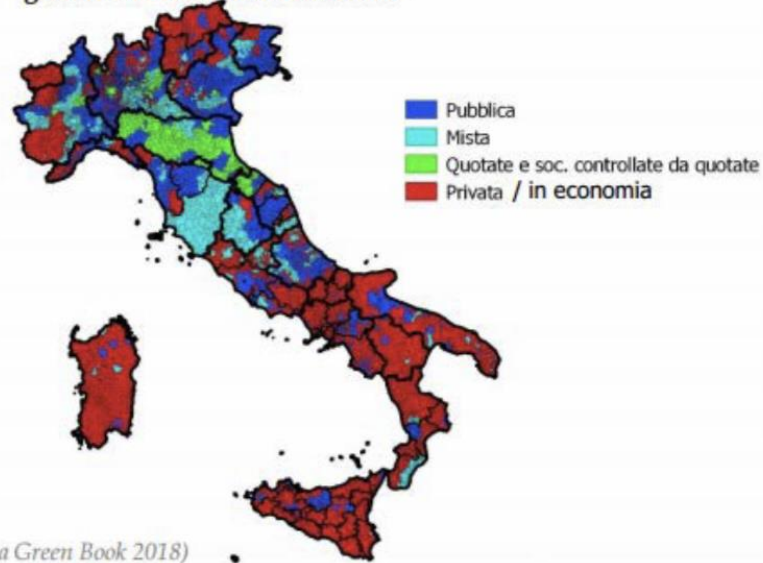 Pubblica
Mista
Quotate e soc. controllate da quotate
Privata / in economia
a Green Book 2018)